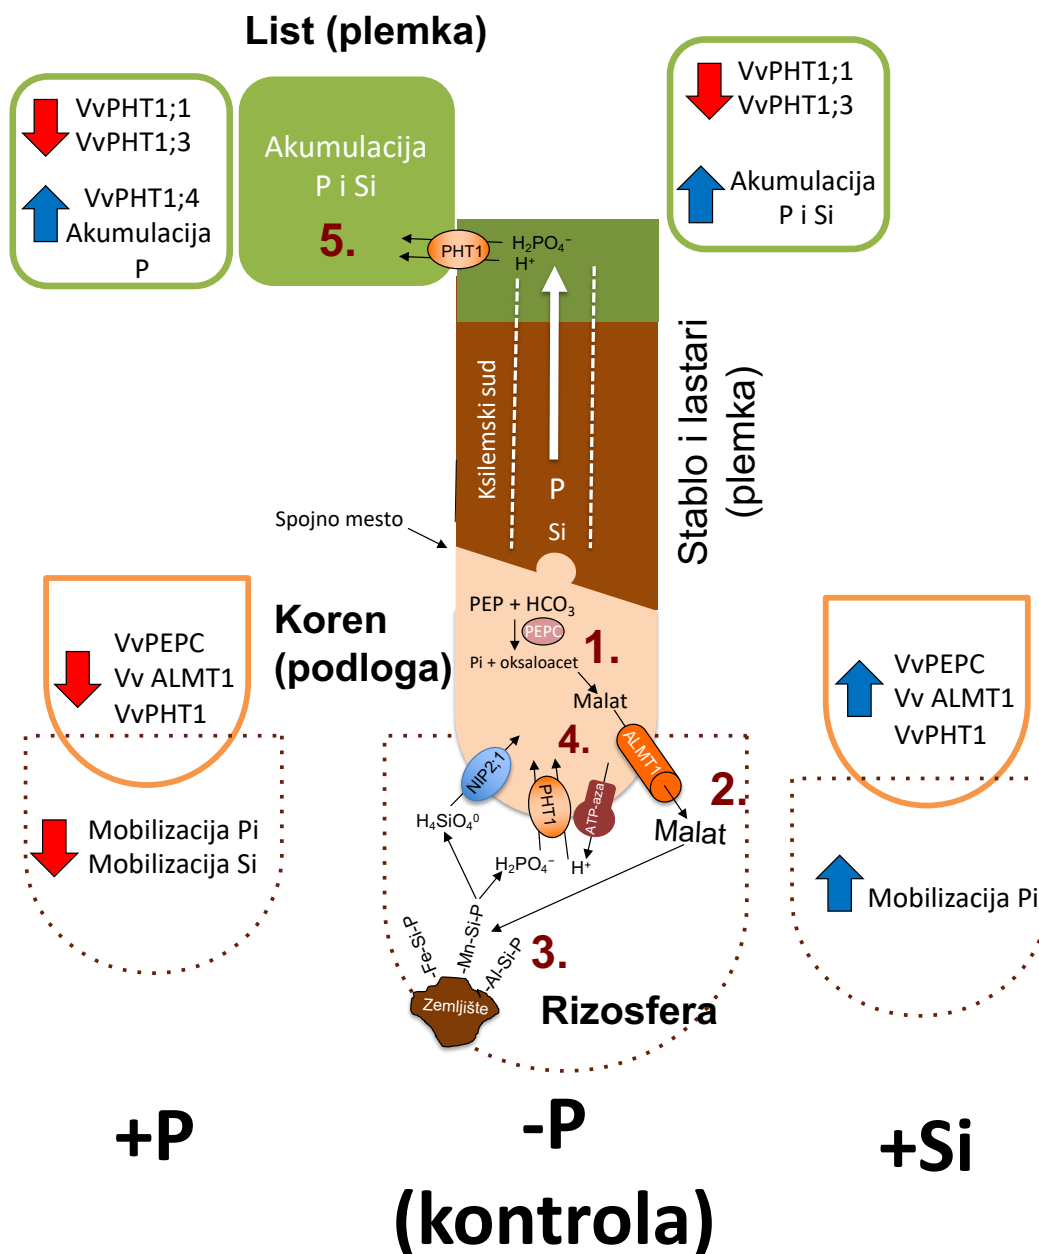 List (plemka)
VvPHT1;1
VvPHT1;3
VvPHT1;4
Akumulacija
P
Akumulacija
P i Si
5.
PHT1
H₂PO₄⁻
H⁺
VvPHT1;1
VvPHT1;3
Akumulacija
P i Si
Ksilemski sud
P
Si
Stablo i lastari
(plemka)
Spojno mesto
Koren
(podloga)
PEP + HCO₃
PEPC
Pi + oksaloacet
1.
Malat
4.
ALMT1
2.
Malat
NIP2;1
PHT1
ATP-aza
H₄SiO₄⁰
H₂PO₄⁻
H⁺
-Fe-Si-P
-Mn-Si-P
-Al-Si-P
3.
Zemljište
Rizosfera
VvPEPC
Vv ALMT1
VvPHT1
Mobilizacija Pi
Mobilizacija Si
VvPEPC
Vv ALMT1
VvPHT1
Mobilizacija Pi
+P
-P
(kontrola)
+Si